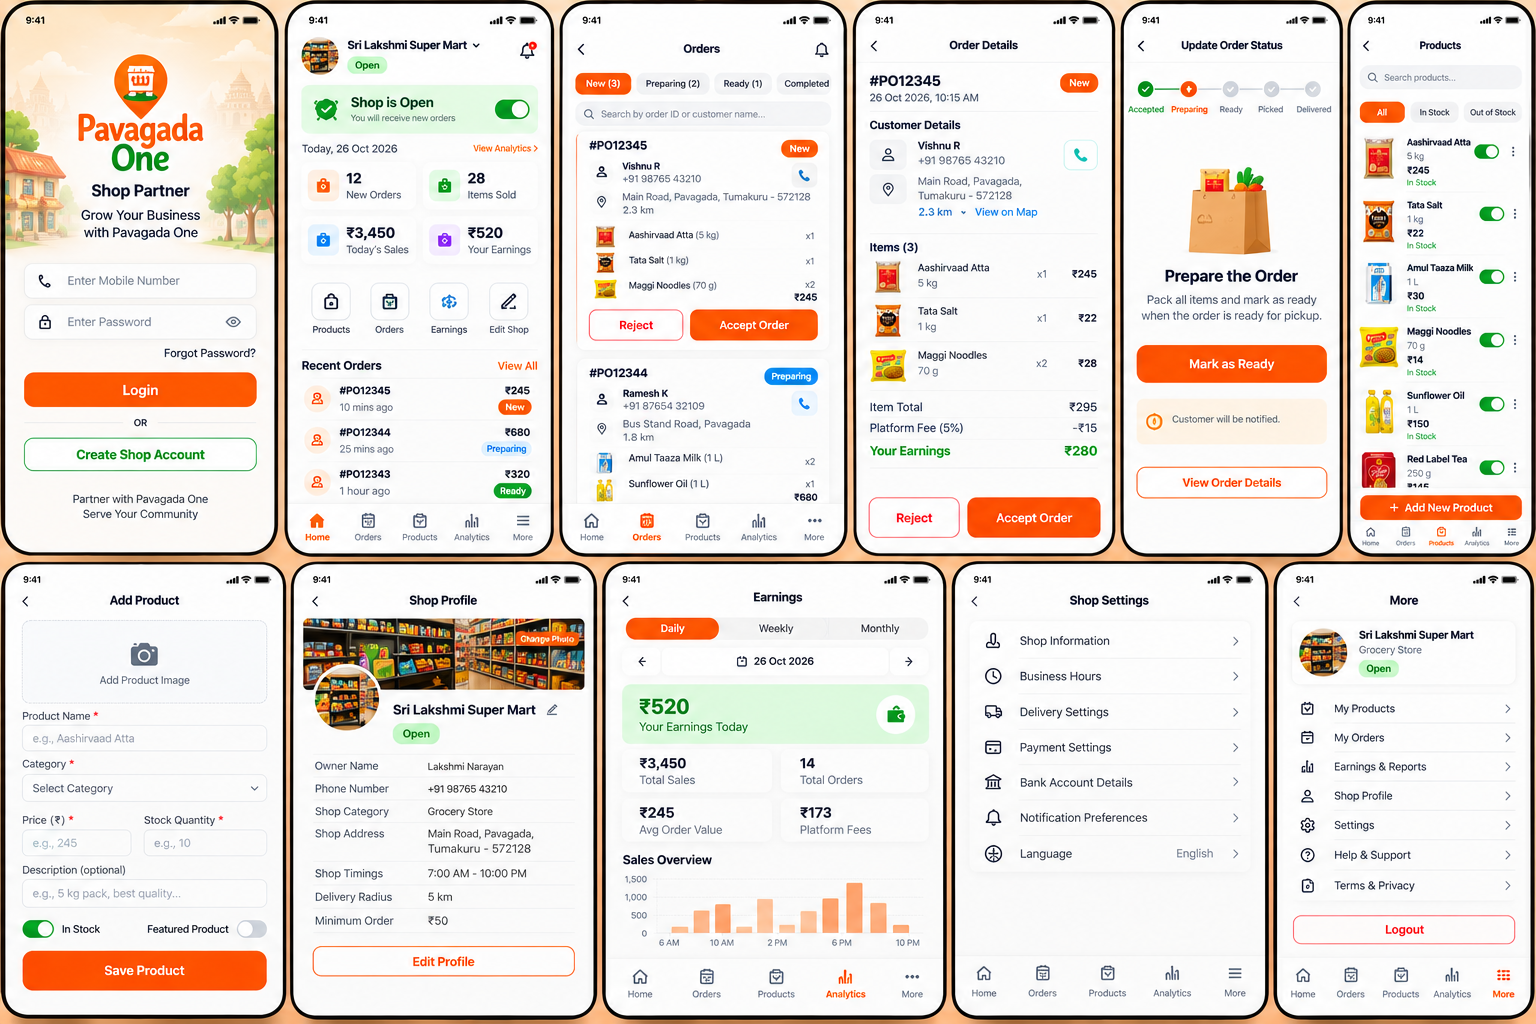 9:41
Pavagada
One
Shop Partner
Grow Your Business
with Pavagada One
Enter Mobile Number
Enter Password
Forgot Password?
Login
OR
Create Shop Account
Partner with Pavagada One
Serve Your Community
9:41
Sri Lakshmi Super Mart
Open
Shop is Open
You will receive new orders
Today, 26 Oct 2026
View Analytics >
12
New Orders
28
Items Sold
₹3,450
Today's Sales
₹520
Your Earnings
Products
Orders
Earnings
Edit Shop
Recent Orders
View All
#PO12345
₹245
10 mins ago
New
#PO12344
₹680
25 mins ago
Preparing
#PO12343
₹320
1 hour ago
Ready
Home
Orders
Products
Analytics
More
9:41
Orders
New (3)
Preparing (2)
Ready (1)
Completed
Search by order ID or customer name...
#PO12345
New
Vishnu R
+91 98765 43210
Main Road, Pavagada, Tumakuru - 572128
2.3 km
Aashirvaad Atta (5 kg)
x1
Tata Salt (1 kg)
x1
Maggi Noodles (70 g)
x2
₹245
Reject
Accept Order
#PO12344
Preparing
Ramesh K
+91 87654 32109
Bus Stand Road, Pavagada
1.8 km
Amul Taaza Milk (1 L)
x2
Sunflower Oil (1 L)
x1
₹680
Home
Orders
Products
Analytics
More
9:41
Order Details
#PO12345
New
26 Oct 2026, 10:15 AM
Customer Details
Vishnu R
+91 98765 43210
Main Road, Pavagada,
Tumakuru - 572128
2.3 km
View on Map
Items (3)
Aashirvaad Atta
5 kg
x1
₹245
Tata Salt
1 kg
x1
₹22
Maggi Noodles
70 g
x2
₹28
Item Total
₹295
Platform Fee (5%)
-₹15
Your Earnings
₹280
Reject
Accept Order
9:41
Update Order Status
Accepted
Preparing
Ready
Picked
Delivered
Prepare the Order
Pack all items and mark as ready
when the order is ready for pickup.
Mark as Ready
Customer will be notified.
View Order Details
9:41
Products
Search products...
All
In Stock
Out of Stock
Aashirvaad Atta
5 kg
₹245
In Stock
Tata Salt
1 kg
₹22
In Stock
Amul Taaza Milk
1 L
₹30
In Stock
Maggi Noodles
70 g
₹14
In Stock
Sunflower Oil
1 L
₹150
In Stock
Red Label Tea
250 g
₹145
+ Add New Product
Home
Orders
Products
Analytics
More
9:41
Add Product
Add Product Image
Product Name *
e.g., Aashirvaad Atta
Category *
Select Category
Price (₹) *
Stock Quantity *
e.g., 245
e.g., 10
Description (optional)
e.g., 5 kg pack, best quality...
In Stock
Featured Product
Save Product
9:41
Shop Profile
Change Photo
Sri Lakshmi Super Mart
Open
Owner Name
Lakshmi Narayan
Phone Number
+91 98765 43210
Shop Category
Grocery Store
Shop Address
Main Road, Pavagada,
Tumakuru - 572128
Shop Timings
7:00 AM - 10:00 PM
Delivery Radius
5 km
Minimum Order
₹50
Edit Profile
9:41
Earnings
Daily
Weekly
Monthly
26 Oct 2026
₹520
Your Earnings Today
₹3,450
Total Sales
14
Total Orders
₹245
Avg Order Value
₹173
Platform Fees
Sales Overview
1,500
1,000
500
0
6 AM
10 AM
2 PM
6 PM
10 PM
Home
Orders
Products
Analytics
More
9:41
Shop Settings
Shop Information
Business Hours
Delivery Settings
Payment Settings
Bank Account Details
Notification Preferences
Language
English
Home
Orders
Products
Analytics
More
9:41
More
Sri Lakshmi Super Mart
Grocery Store
Open
My Products
My Orders
Earnings & Reports
Shop Profile
Settings
Help & Support
Terms & Privacy
Logout
Home
Orders
Products
Analytics
More